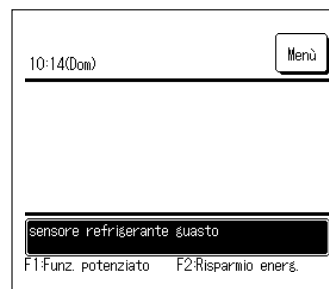 10:14(Dom) Menù
sensore refrigerante guasto
F1:Funz. potenziato F2:Risparmio energ.